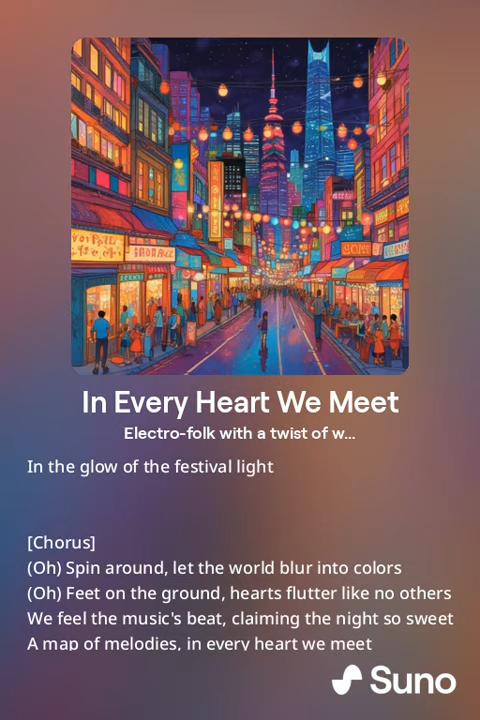 In Every Heart We Meet
Electro-folk with a twist of w...
In the glow of the festival light
[Chorus]
(Oh) Spin around, let the world blur into colors
(Oh) Feet on the ground, hearts flutter like no others
We feel the music's beat, claiming the night so sweet
A map of melodies, in every heart we meet
Suno